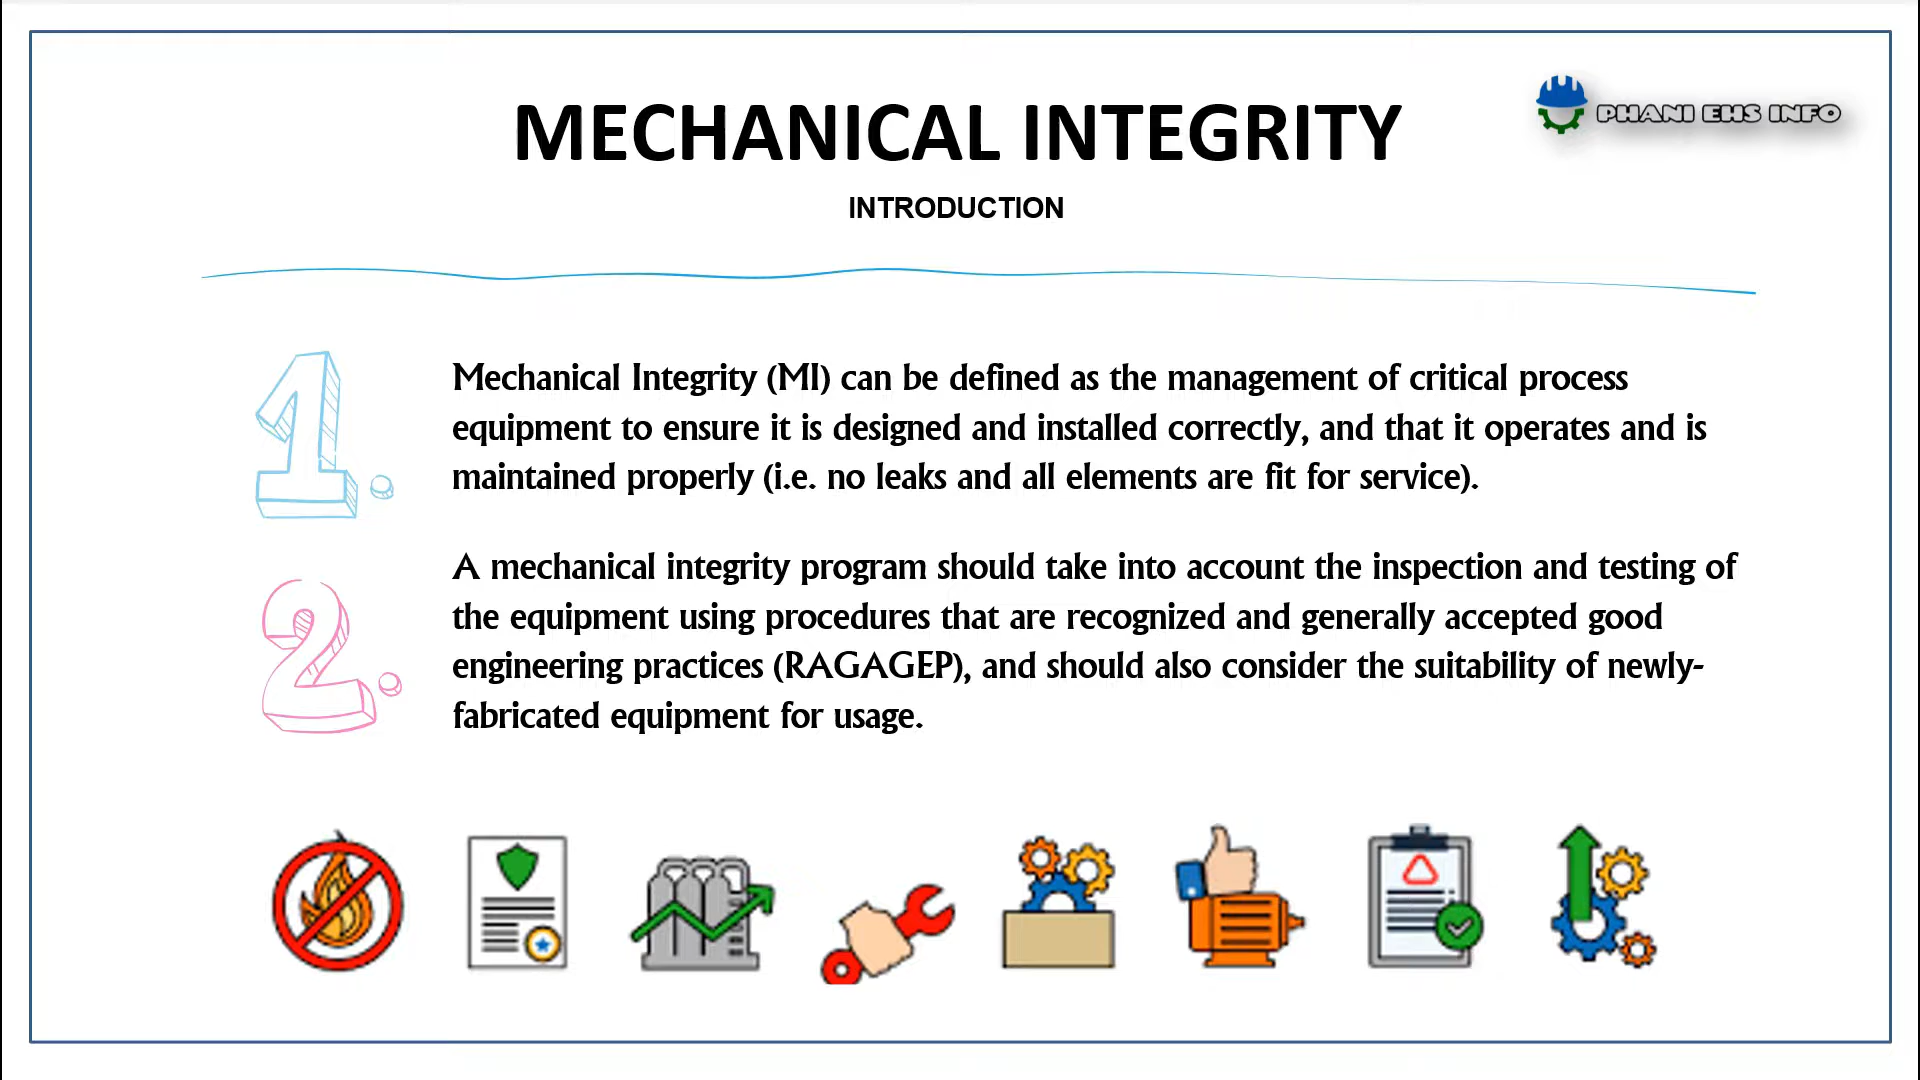 MECHANICAL INTEGRITY
PHANI EHS INFO
INTRODUCTION
1.
Mechanical Integrity (MI) can be defined as the management of critical process
equipment to ensure it is designed and installed correctly, and that it operates and is
maintained properly (i.e. no leaks and all elements are fit for service).
2.
A mechanical integrity program should take into account the inspection and testing of
the equipment using procedures that are recognized and generally accepted good
engineering practices (RAGAGEP), and should also consider the suitability of newly-
fabricated equipment for usage.